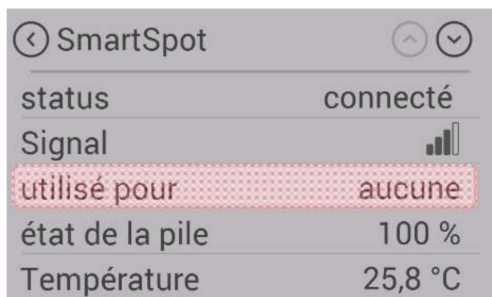 SmartSpot
status connecté
Signal
utilisé pour aucune
état de la pile 100 %
Température 25,8 °C